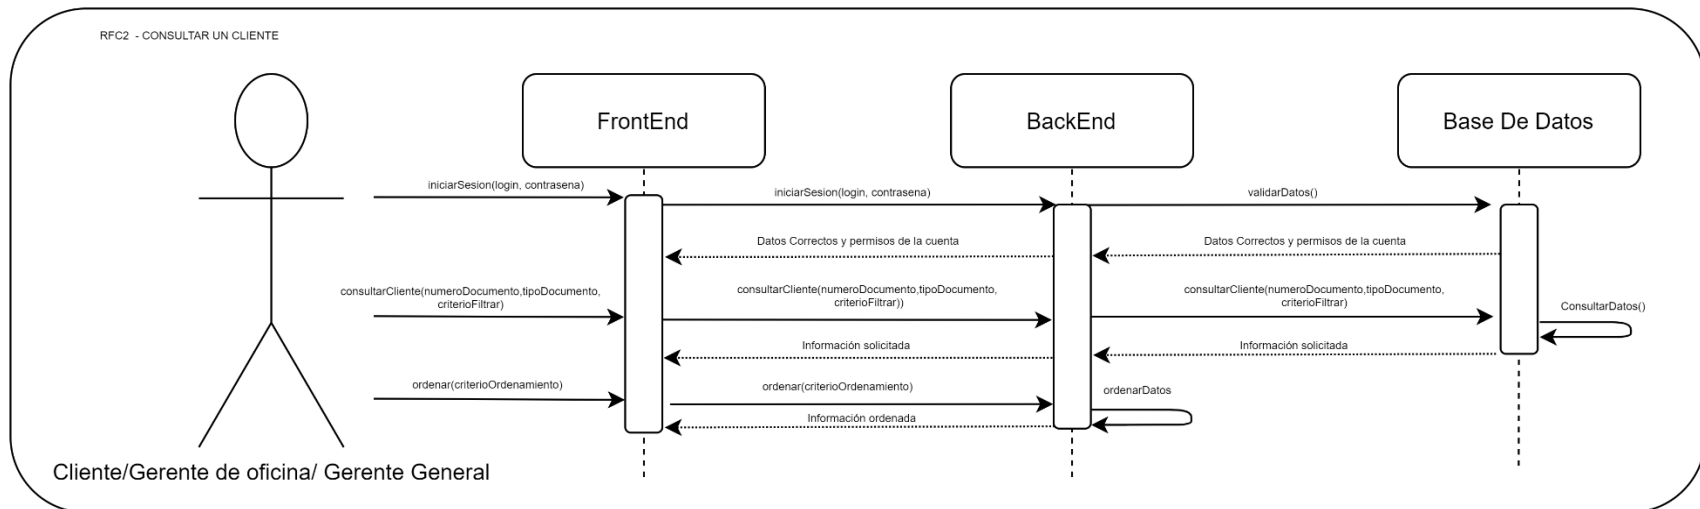 RFC2 - CONSULTAR UN CLIENTE
FrontEnd
BackEnd
Base De Datos
iniciarSesion(login, contrasena)
iniciarSesion(login, contrasena)
validarDatos()
Datos Correctos y permisos de la cuenta
Datos Correctos y permisos de la cuenta
consultarCliente(numeroDocumento,tipoDocumento,
criterioFiltrar)
consultarCliente(numeroDocumento,tipoDocumento,
criterioFiltrar))
consultarCliente(numeroDocumento,tipoDocumento,
criterioFiltrar)
ConsultarDatos()
Información solicitada
Información solicitada
ordenar(criterioOrdenamiento)
ordenar(criterioOrdenamiento)
ordenarDatos
Información ordenada
Cliente/Gerente de oficina/ Gerente General